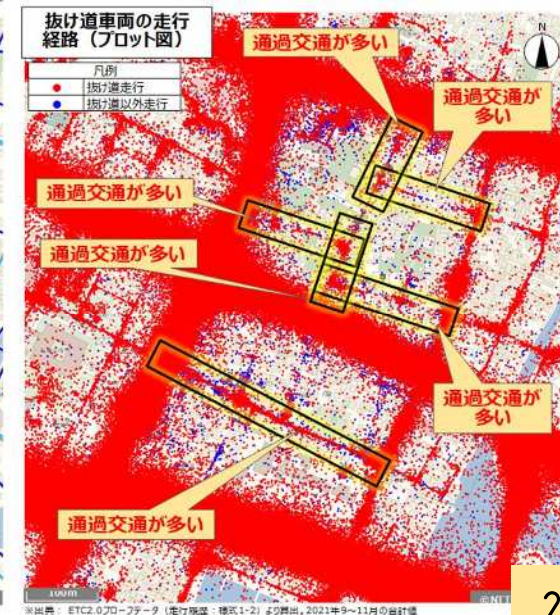 抜け道車両の走行
経路（プロット図）
凡例
抜け道走行
抜け道以外走行
N
通過交通が多い
通過交通が
多い
通過交通が多い
通過交通が多い
通過交通が
多い
通過交通が多い
100m
※出典： ETC2.0プローブデータ（走行履歴：様式1-2）より算出。2021年9～11月の合計値
2